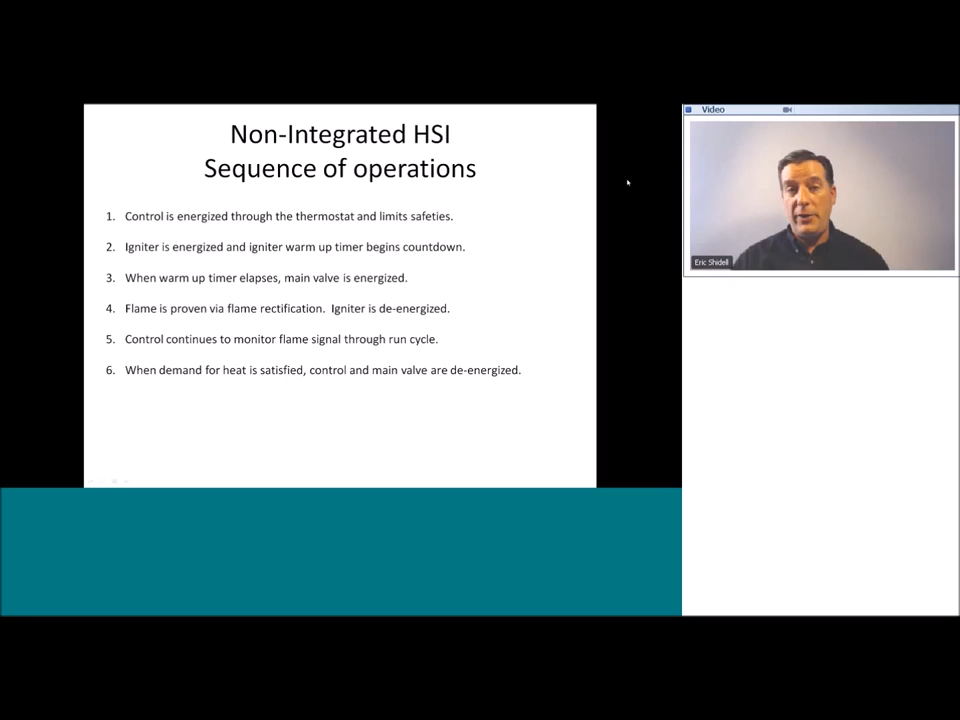 Non-Integrated HSI
Sequence of operations
1. Control is energized through the thermostat and limits safeties.
2. Igniter is energized and igniter warm up timer begins countdown.
3. When warm up timer elapses, main valve is energized.
4. Flame is proven via flame rectification. Igniter is de-energized.
5. Control continues to monitor flame signal through run cycle.
6. When demand for heat is satisfied, control and main valve are de-energized.
Video
Eric Shidell